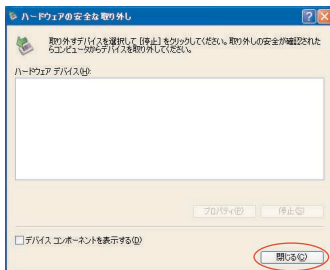 ハードウェアの安全な取り外し
取り外すデバイスを選択して [停止] をクリックしてください。取り外しの安全が確認された
らコンピュータからデバイスを取り外してください。
ハードウェア デバイス(H):
プロパティ(P)
停止(S)
デバイス コンポーネントを表示する(D)
閉じる(C)